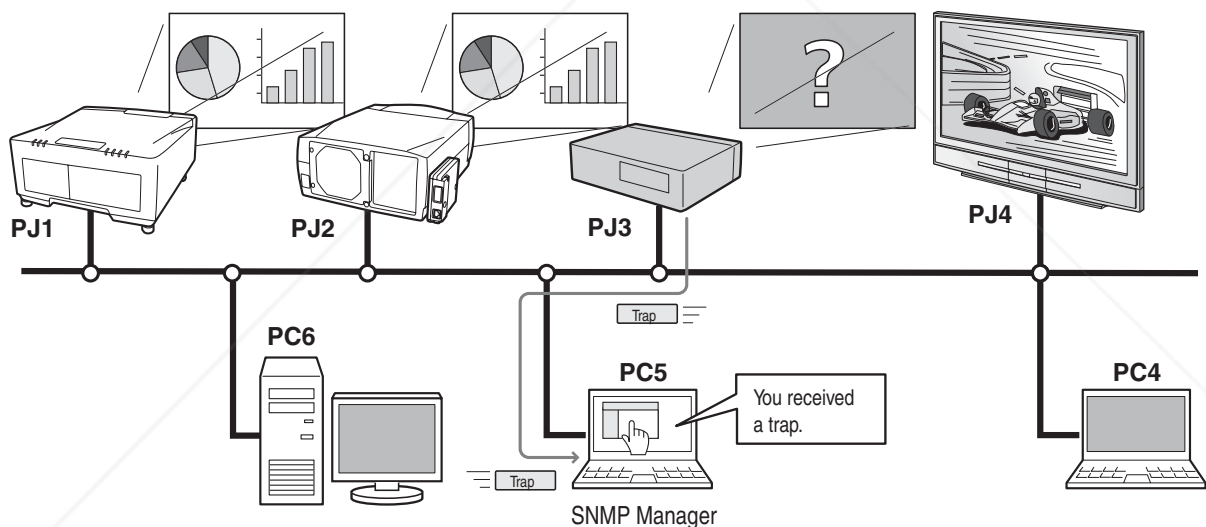 ?
PJ1
PJ2
PJ3
PJ4
Trap
PC6
PC5
PC4
You received
a trap.
Trap
SNMP Manager